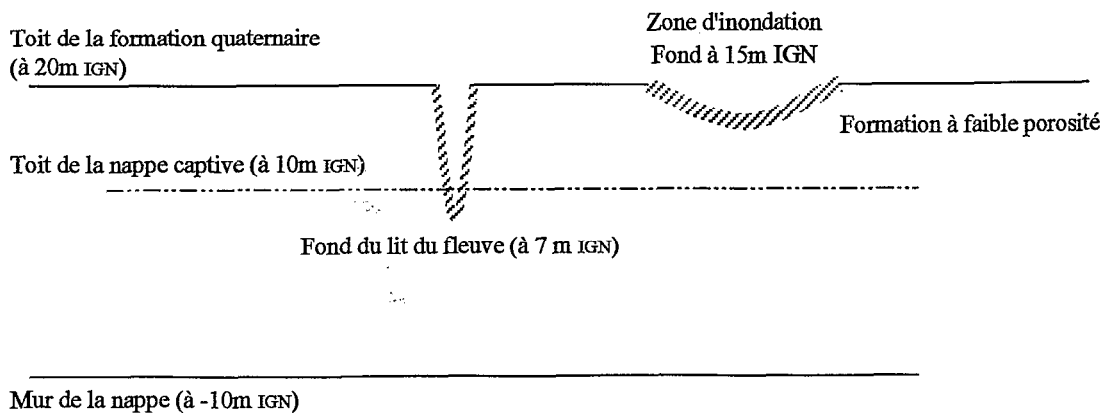 Toit de la formation quaternaire
(à 20m IGN)
Zone d'inondation
Fond à 15m IGN
Formation à faible porosité
Toit de la nappe captive (à 10m IGN)
Fond du lit du fleuve (à 7 m IGN)
Mur de la nappe (à -10m IGN)